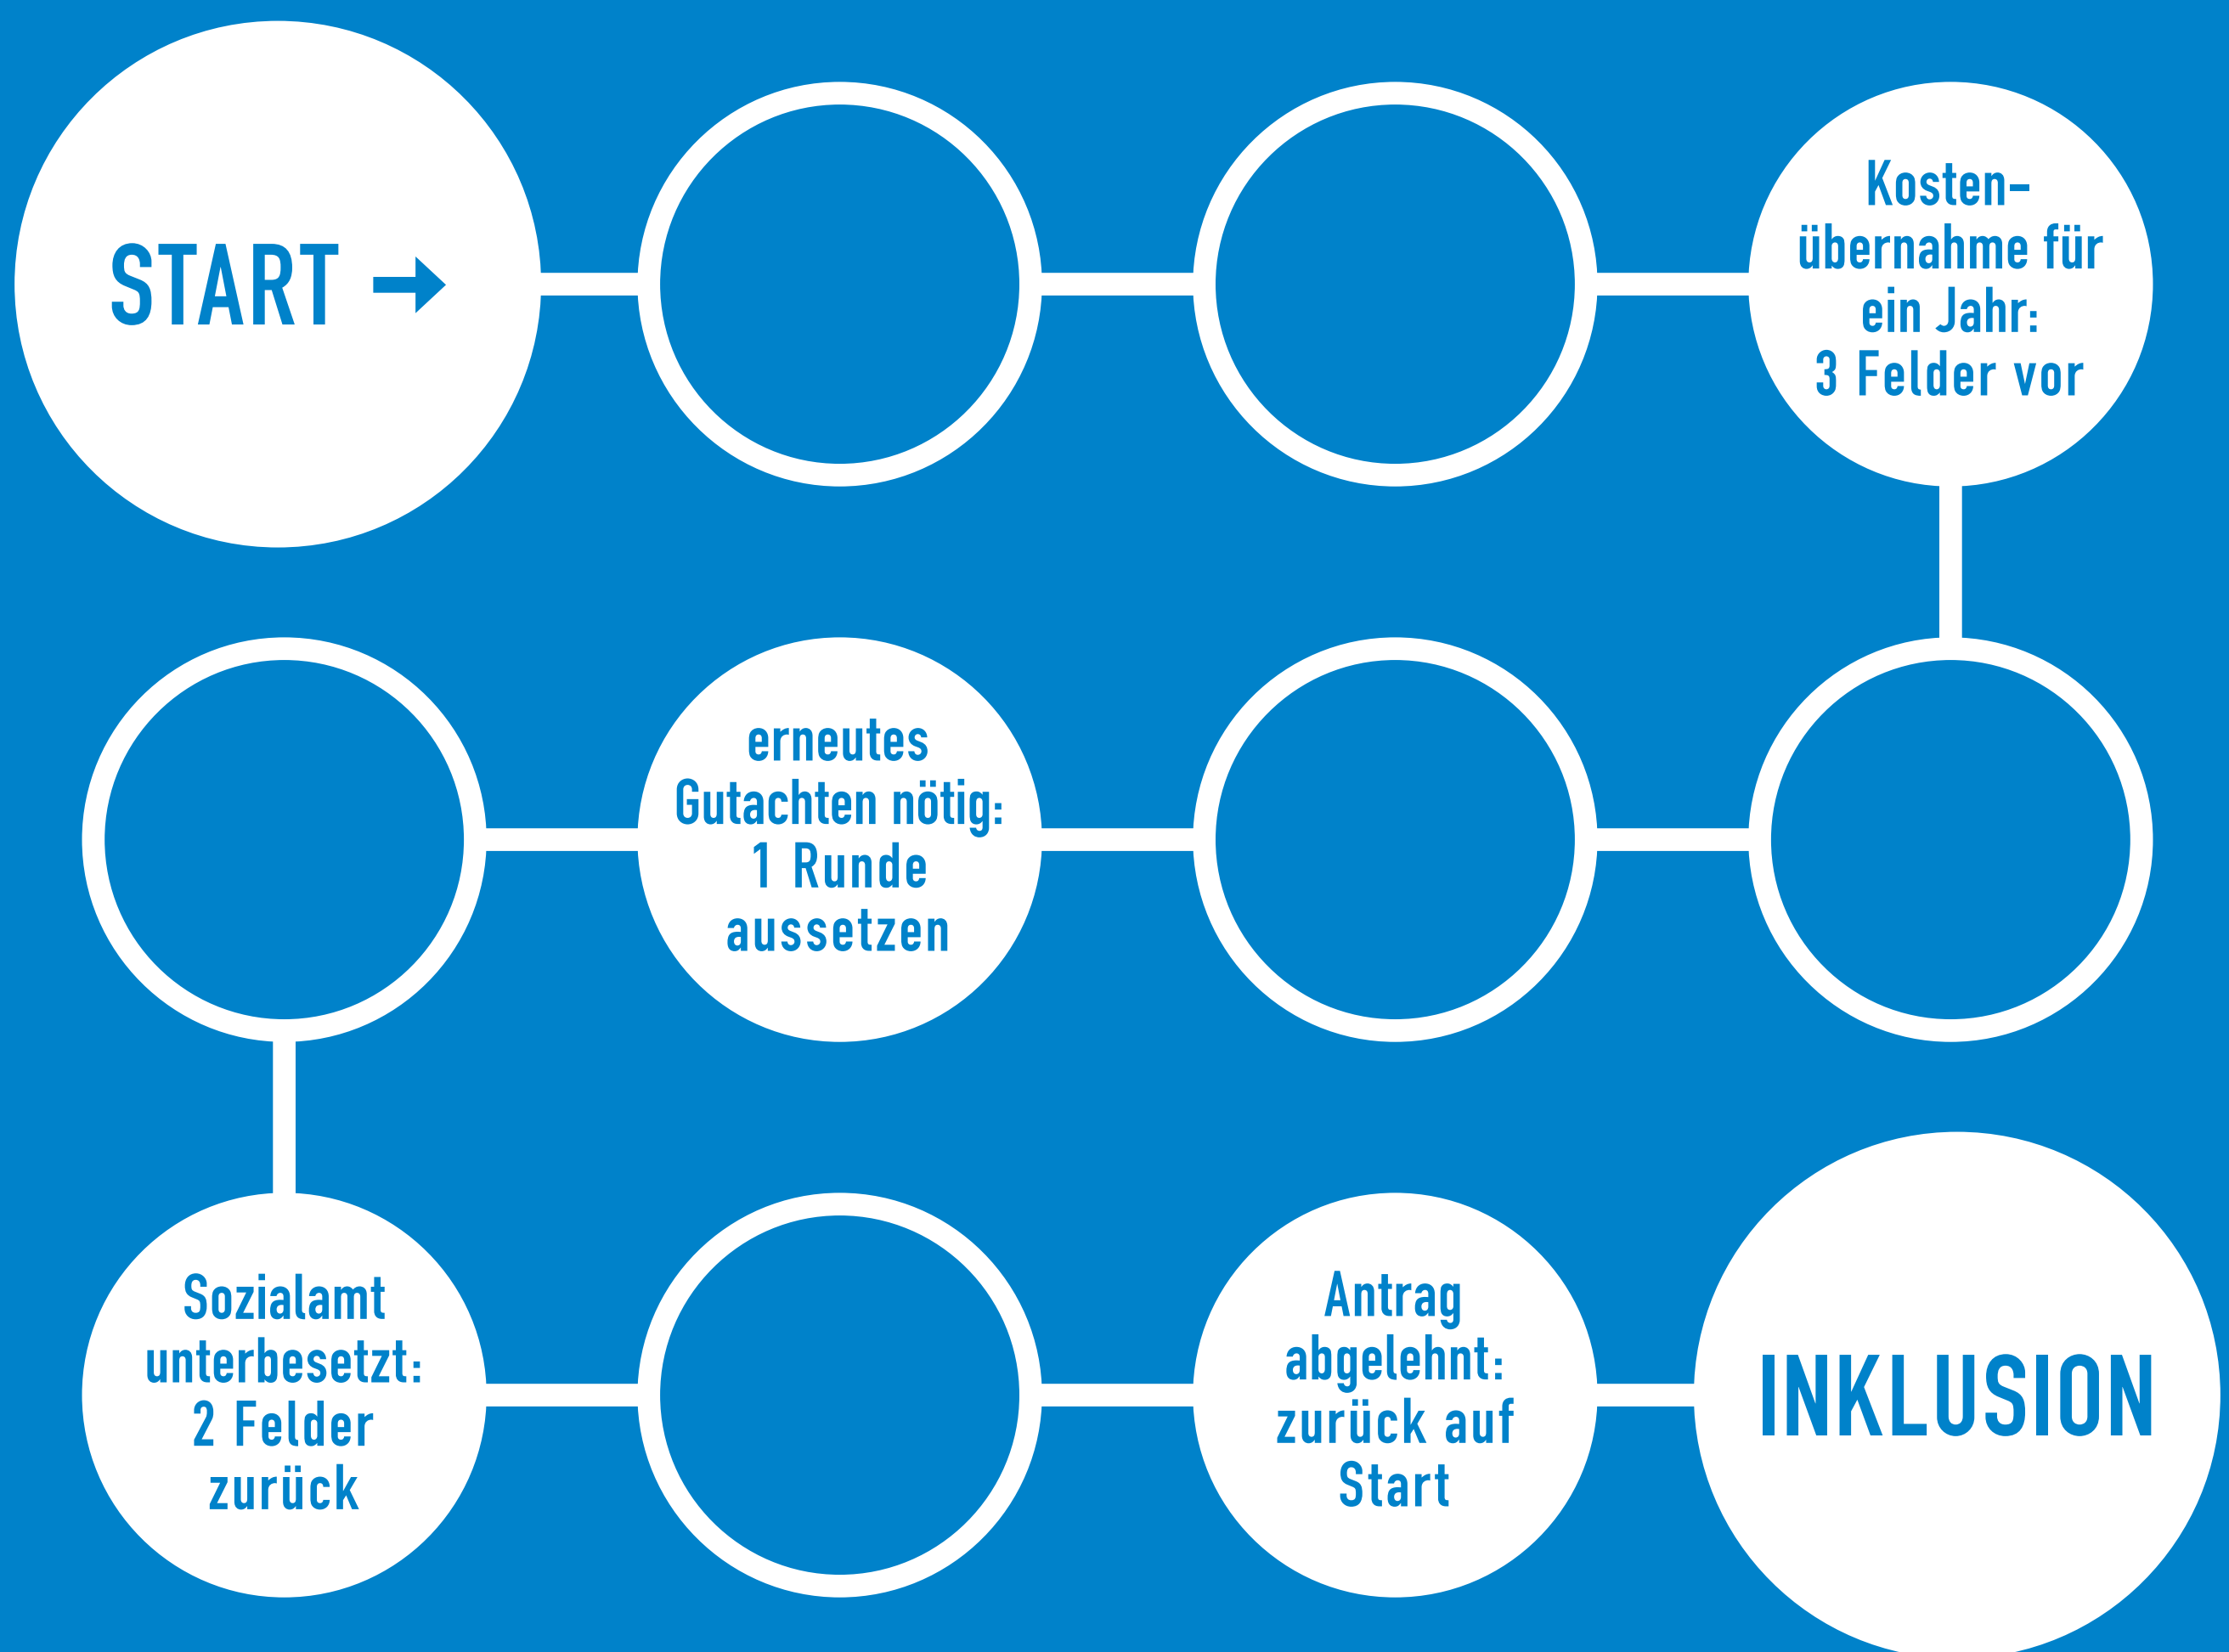 START
Kosten-
übernahme für
ein Jahr:
3 Felder vor
erneutes
Gutachten nötig:
1 Runde
aussetzen
Sozialamt
unterbesetzt:
2 Felder
zurück
Antrag
abgelehnt:
zurück auf
Start
INKLUSION